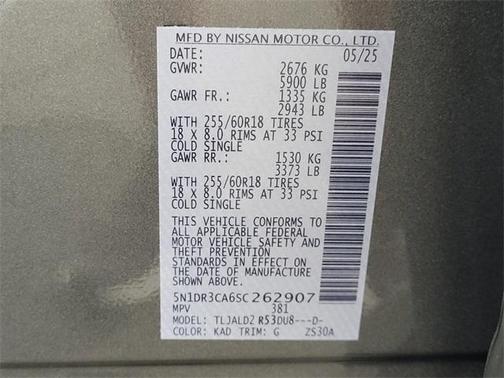 MFD BY NISSAN MOTOR CO., LTD.
DATE: 05/25
GVWR: 2676 KG
5900 LB
GAWR FR.: 1335 KG
2943 LB
WITH 255/60R18 TIRES
18 X 8.0 RIMS AT 33 PSI
COLD SINGLE
GAWR RR.: 1530 KG
3373 LB
WITH 255/60R18 TIRES
18 X 8.0 RIMS AT 33 PSI
COLD SINGLE
THIS VEHICLE CONFORMS TO
ALL APPLICABLE FEDERAL
MOTOR VEHICLE SAFETY AND
THEFT PREVENTION
STANDARDS IN EFFECT ON
THE DATE OF MANUFACTURE
SHOWN ABOVE.
5N1DR3CA6SC262907
MPV 381
MODEL: TLJALDZ R53DU8---D-
COLOR: KAD TRIM: G ZS30A